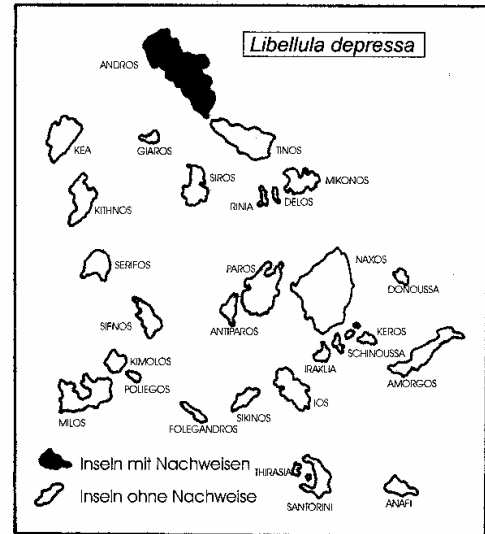 Libellula depressa
ANDROS
KEA
GIAROS
TINOS
SIROS
MIKONOS
RINIA
DELOS
KITHNOS
SERIFOS
PAROS
NAXOS
DONOUSSA
SIFNOS
ANTIPAROS
KEROS
SCHINOUSSA
IRAKLIA
AMORGOS
KIMOLOS
POLIEGOS
MILOS
FOLEGANDROS
SIKINOS
IOS
Inseln mit Nachweisen
THIRASIA
Inseln ohne Nachweise
SANTORINI
ANAFI